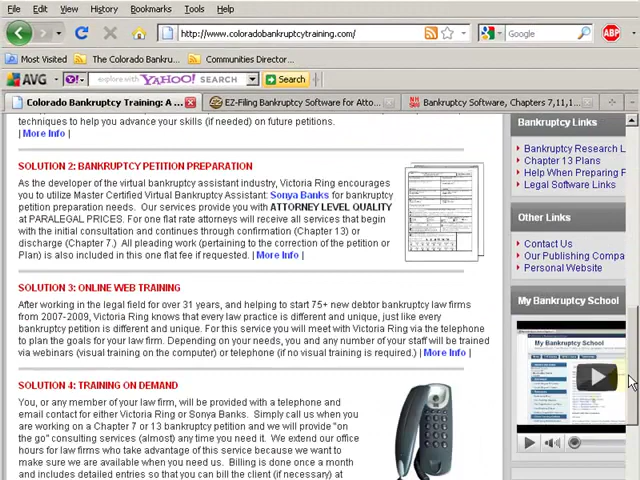 File Edit View History Bookmarks Tools Help
http://www.coloradobankruptcytraining.com/
Google
ABP
Most Visited The Colorado Bankrup... Communities Director...
AVG Y! explore with YAHOO! SEARCH Search
Colorado Bankruptcy Training: A ... EZ-Filing Bankruptcy Software for Atto... Bankruptcy Software, Chapters 7,11,1...
techniques to help you advance your skills (if needed) on future petitions.
| More Info |
SOLUTION 2: BANKRUPTCY PETITION PREPARATION
As the developer of the virtual bankruptcy assistant industry, Victoria Ring encourages
you to utilize Master Certified Virtual Bankruptcy Assistant: Sonya Banks for bankruptcy
petition preparation needs. Our services provide you with ATTORNEY LEVEL QUALITY
at PARALEGAL PRICES. For one flat rate attorneys will receive all services that begin
with the initial consultation and continues through confirmation (Chapter 13) or
discharge (Chapter 7.) All pleading work (pertaining to the correction of the petition or
Plan) is also included in this one flat fee if requested. | More Info |
SOLUTION 3: ONLINE WEB TRAINING
After working in the legal field for over 31 years, and helping to start 75+ new debtor bankruptcy law firms
from 2007-2009, Victoria Ring knows that every law practice is different and unique, just like every
bankruptcy petition is different and unique. For this service you will meet with Victoria Ring via the telephone
to plan the goals for your law firm. Depending on your needs, you and any number of your staff will be trained
via webinars (visual training on the computer) or telephone (if no visual training is required.) | More Info |
SOLUTION 4: TRAINING ON DEMAND
You, or any member of your law firm, will be provided with a telephone and
email contact for either Victoria Ring or Sonya Banks. Simply call us when you
are working on a Chapter 7 or 13 bankruptcy petition and we will provide "on
the go" consulting services (almost) any time you need it. We extend our office
hours for law firms who take advantage of this service because we want to
make sure we are available when you need us. Billing is done once a month
and includes detailed entries so that you can bill the client (if necessary) at
Bankruptcy Links
Bankruptcy Research L
Chapter 13 Plans
Help When Preparing F
Legal Software Links
Other Links
Contact Us
Our Publishing Compa
Personal Website
My Bankruptcy School
My Bankruptcy School